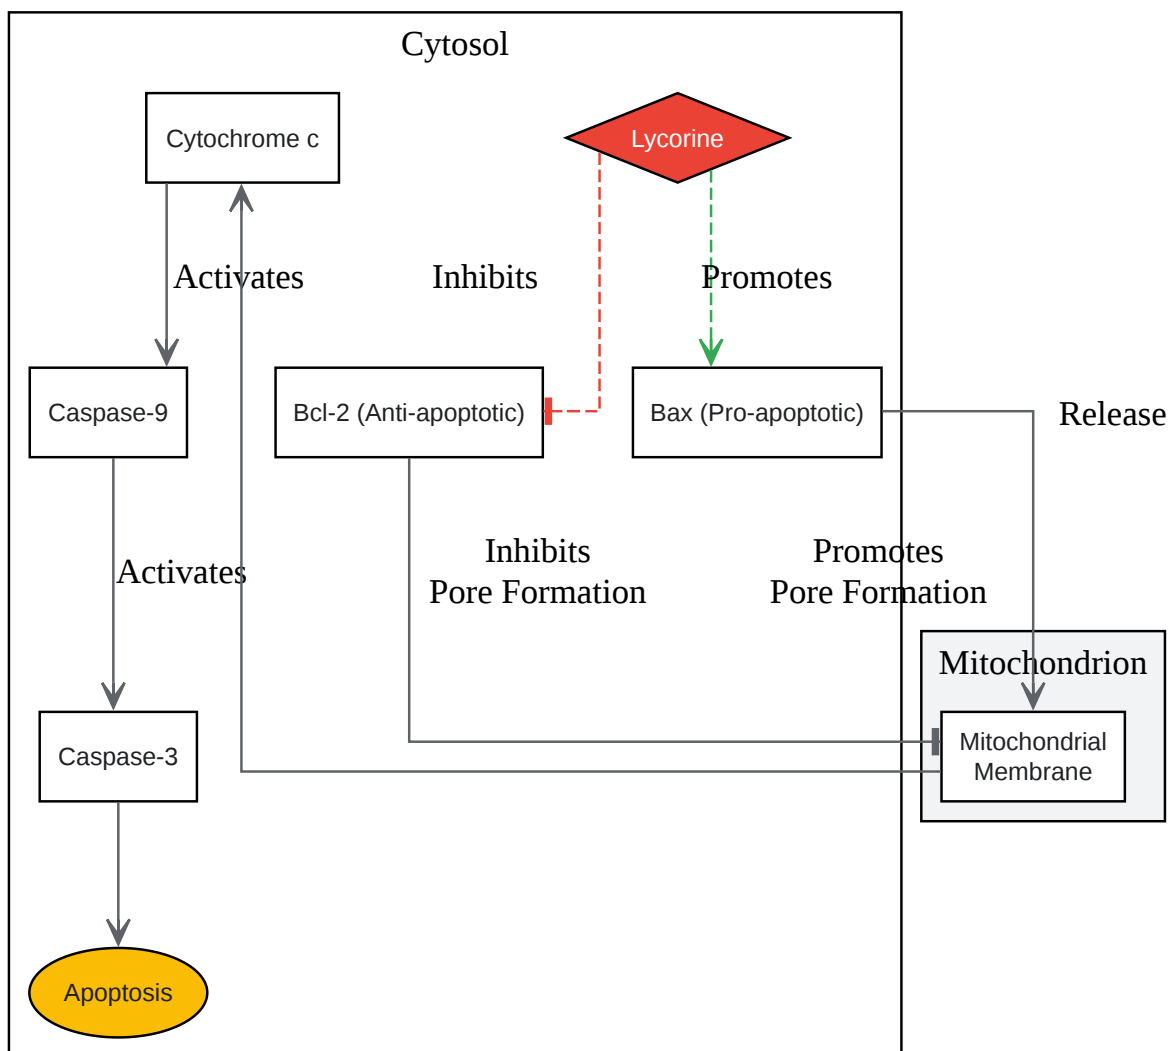 Cytosol
Cytochrome c
Lycorine
Activates
Inhibits
Promotes
Caspase-9
Bcl-2 (Anti-apoptotic)
Bax (Pro-apoptotic)
Release
Activates
Inhibits
Pore Formation
Promotes
Pore Formation
Mitochondrion
Caspase-3
Mitochondrial
Membrane
Apoptosis